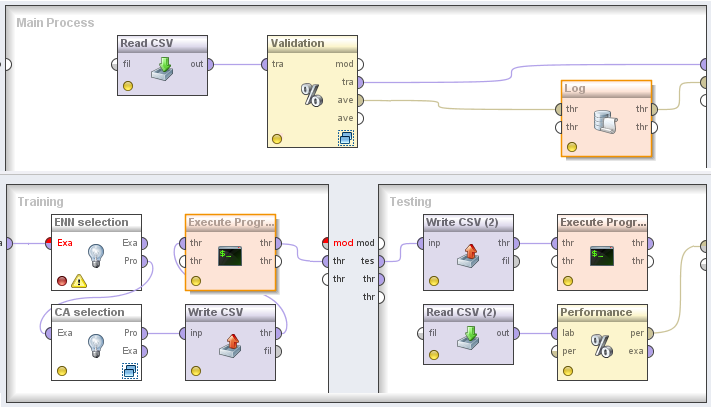 Main Process
Read CSV
fil out
Validation
tra mod
tra
ave
ave
Log
thr thr
thr thr
Training
ENN selection
Exa Exa
Pro
Execute Progr...
thr thr
thr thr
CA selection
Exa Pro
Exa
Write CSV
inp thr
fil
mod mod
thr tes
thr thr
thr
Testing
Write CSV (2)
inp thr
fil
Execute Progr...
thr thr
thr thr
Read CSV (2)
fil out
Performance
lab per
per exa